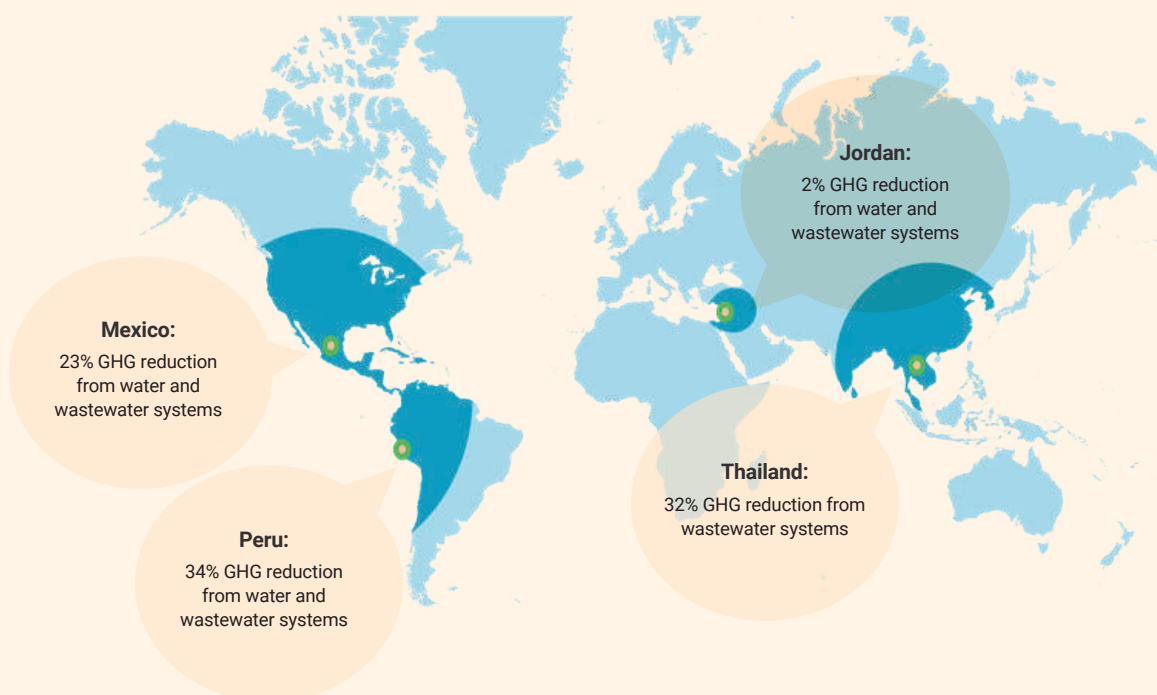 Jordan:
2% GHG reduction
from water and
wastewater systems
Mexico:
23% GHG reduction
from water and
wastewater systems
Thailand:
32% GHG reduction from
wastewater systems
Peru:
34% GHG reduction
from water and
wastewater systems